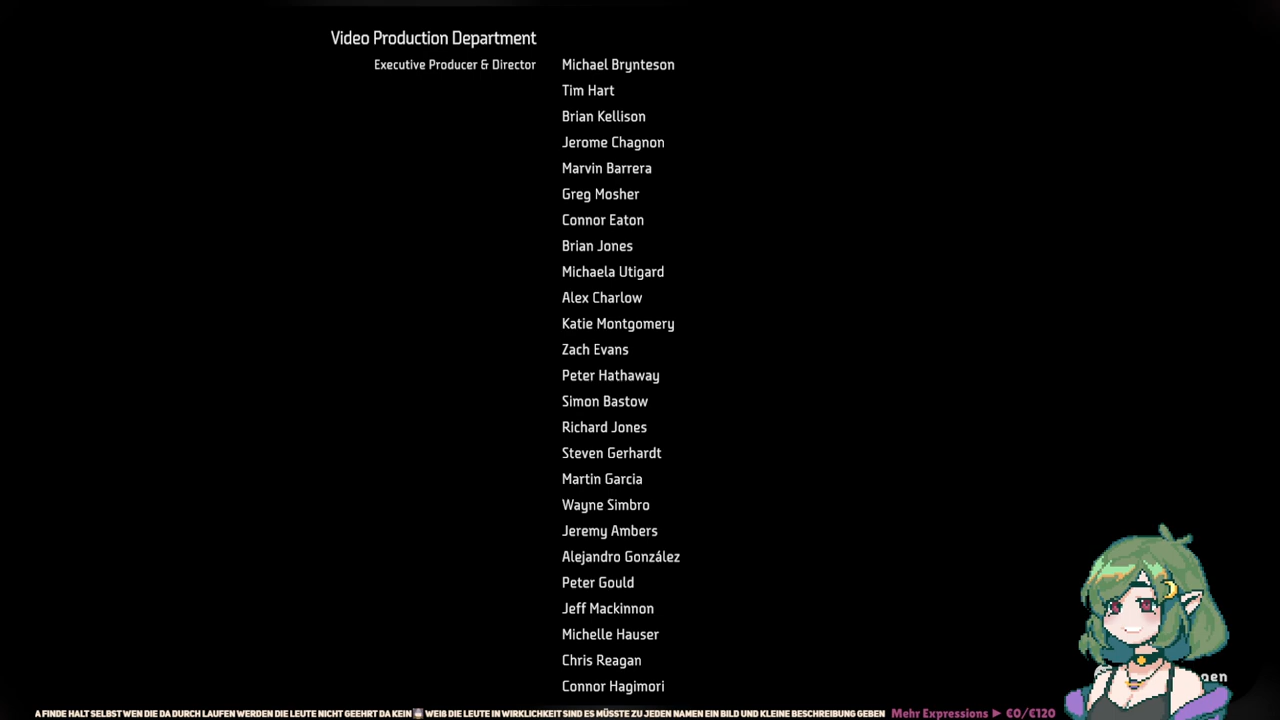 Video Production Department
Executive Producer & Director Michael Brynteson
Tim Hart
Brian Kellison
Jerome Chagnon
Marvin Barrera
Greg Mosher
Connor Eaton
Brian Jones
Michaela Utigard
Alex Charlow
Katie Montgomery
Zach Evans
Peter Hathaway
Simon Bastow
Richard Jones
Steven Gerhardt
Martin Garcia
Wayne Simbro
Jeremy Ambers
Alejandro González
Peter Gould
Jeff Mackinnon
Michelle Hauser
Chris Reagan
Connor Hagimori
A FINDE HALT SELBST WEN DIE DA DURCH LAUFEN WERDEN DIE LEUTE NICHT GEEHRT DA KEIN WEIß DIE LEUTE IN WIRKLICHKEIT SIND ES MÜSSTE ZU JEDEN NAMEN EIN BILD UND KLEINE BESCHREIBUNG GEBEN Mehr Expressions ► €0/€120